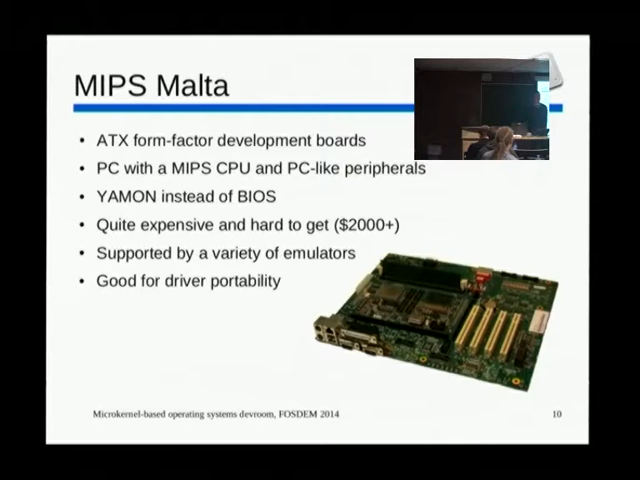 MIPS Malta
• ATX form-factor development boards
• PC with a MIPS CPU and PC-like peripherals
• YAMON instead of BIOS
• Quite expensive and hard to get ($2000+)
• Supported by a variety of emulators
• Good for driver portability
Microkernel-based operating systems devroom, FOSDEM 2014
10